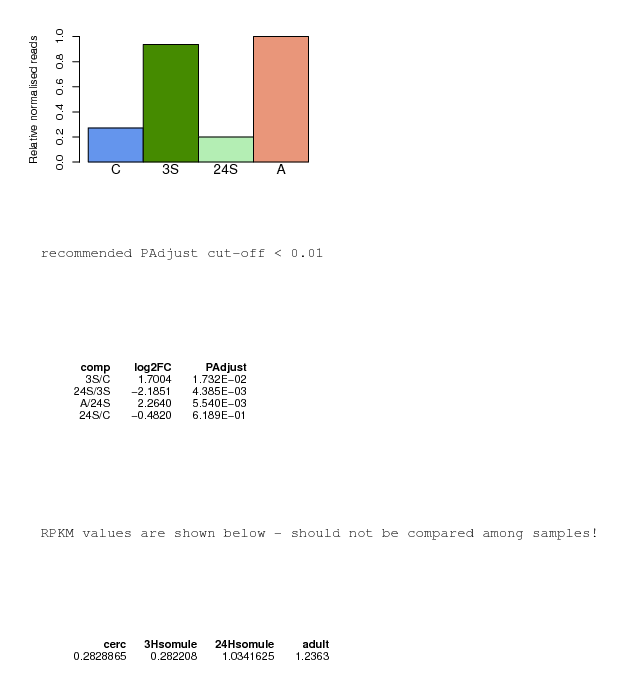 Relative normalised reads
1.0
0.8
0.6
0.4
0.2
0.0
C 3S 24S A
recommended PAdjust cut-off < 0.01
comp log2FC PAdjust
3S/C 1.7004 1.732E-02
24S/3S -2.1851 4.385E-03
A/24S 2.2640 5.540E-03
24S/C -0.4820 6.189E-01
RPKM values are shown below - should not be compared among samples!
cerc 3Hsomule 24Hsomule adult
0.2828865 0.282208 1.0341625 1.2363